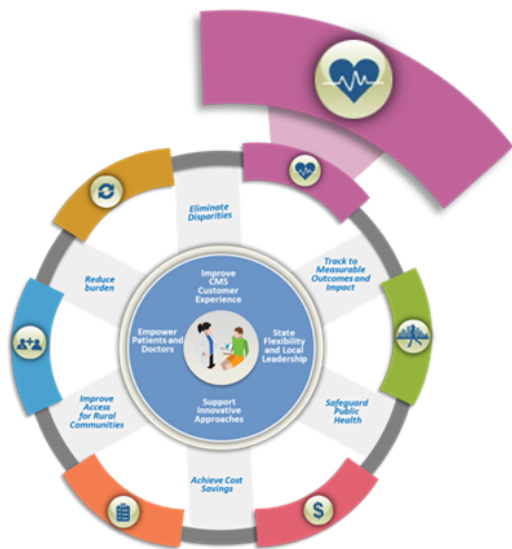 Eliminate
Disparities
Track to
Measurable
Outcomes and
Impact
Safeguard
Public
Health
Achieve Cost
Savings
Improve
Access
for Rural
Communities
Reduce
burden
Improve
CMS
Customer
Experience
Empower
Patients and
Doctors
State
Flexibility
and Local
Leadership
Support
Innovative
Approaches
$